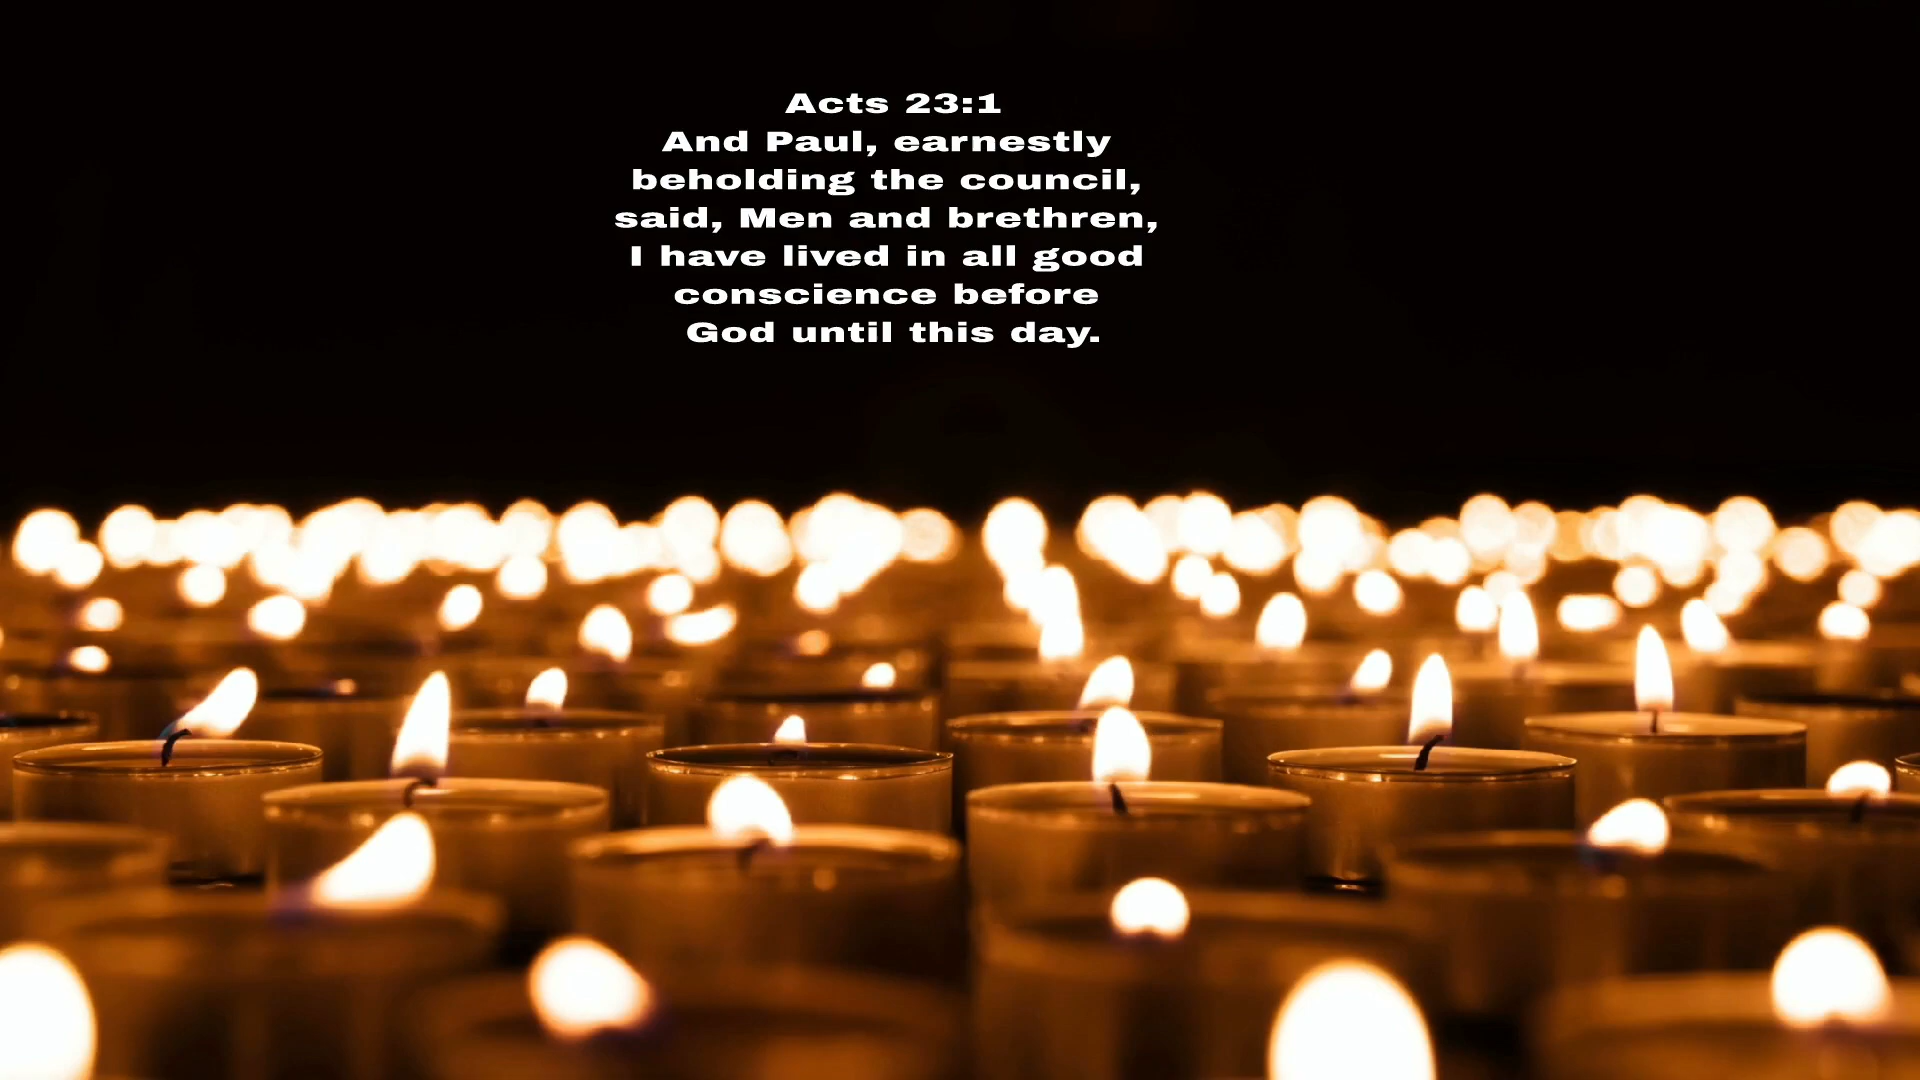 Acts 23:1
And Paul, earnestly
beholding the council,
said, Men and brethren,
I have lived in all good
conscience before
God until this day.